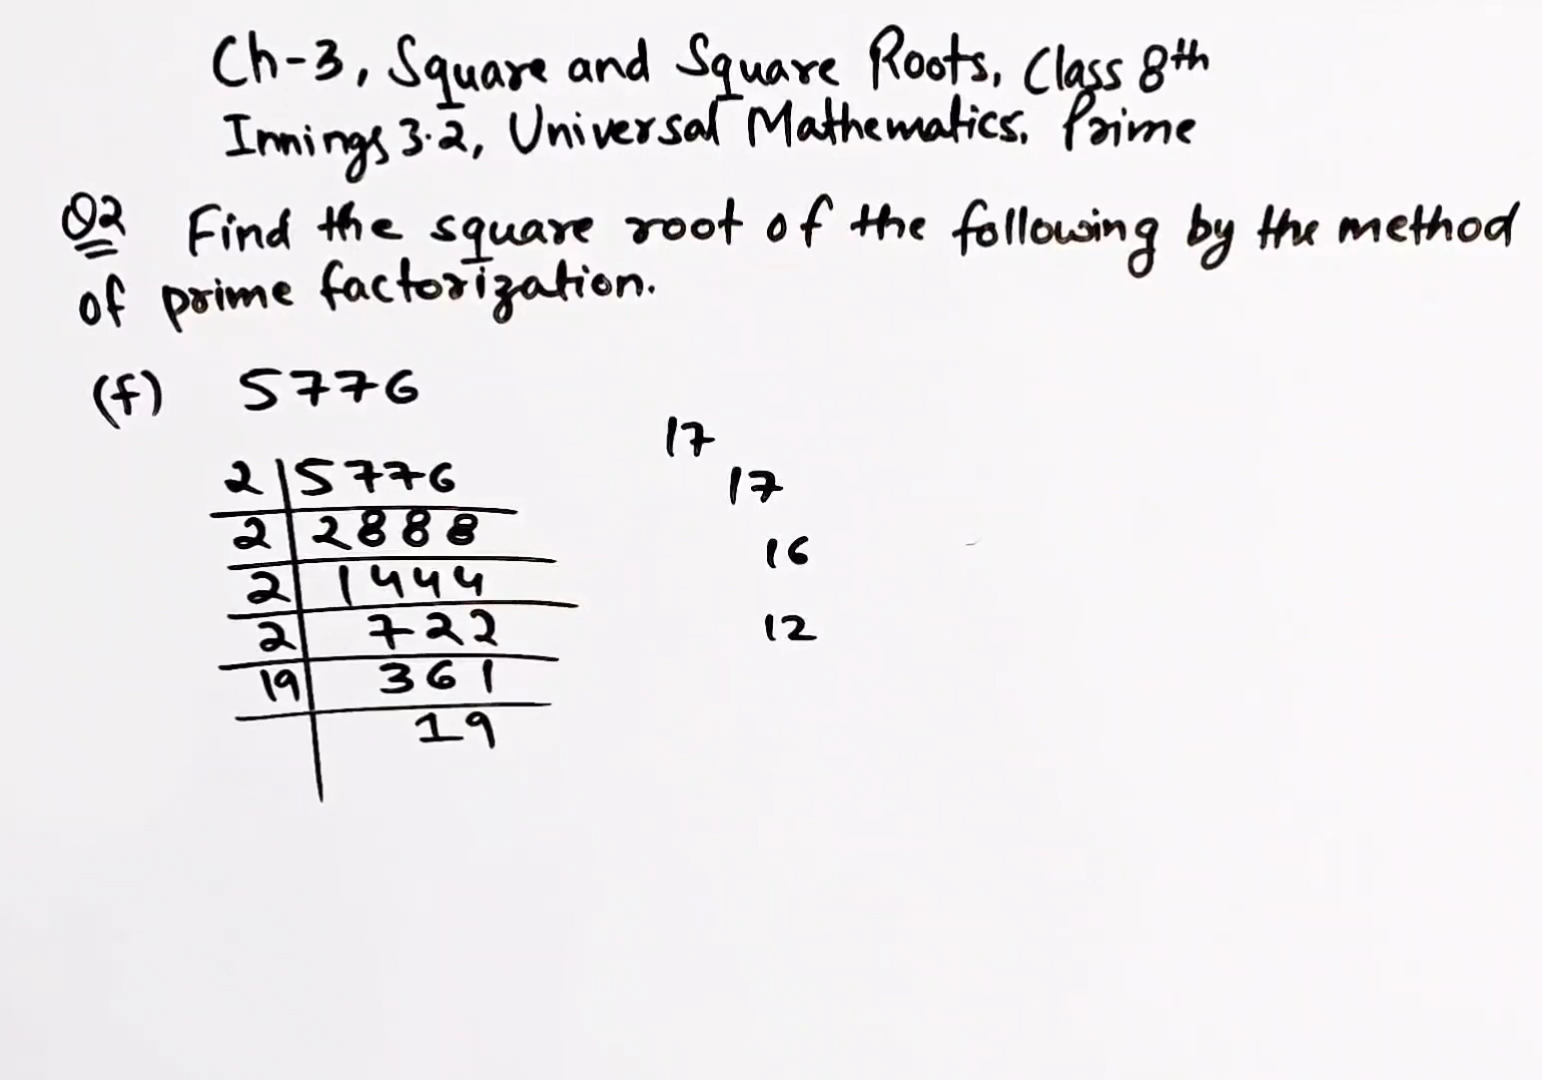 Ch-3, Square and Square Roots, Class 8th
Innings 3.2, Universal Mathematics. Prime
Q2 Find the square root of the following by the method
of prime factorization.
(f) 5776
2 | 5776
2 | 2888
2 | 1444
2 | 722
19 | 361
19
17
17
16
12